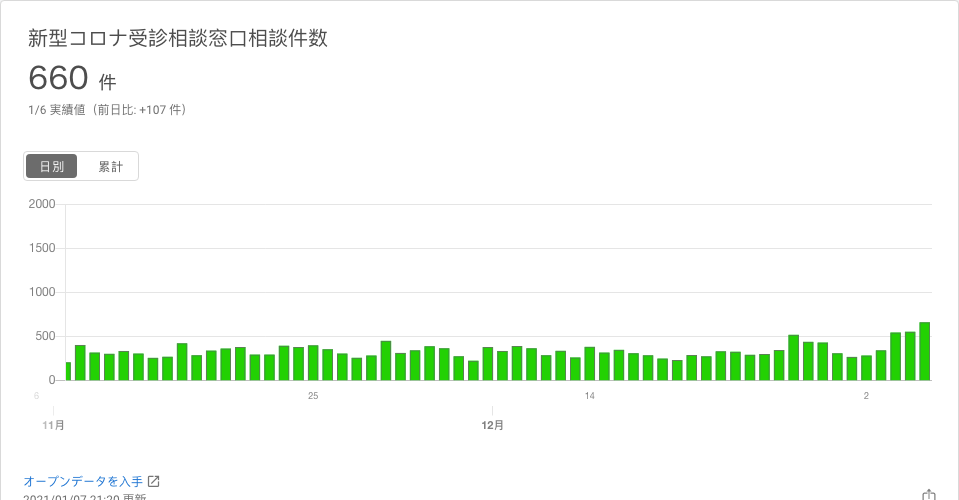 新型コロナ受診相談窓口相談件数
660 件
1/6 実績値（前日比: +107 件）
日別 累計
2000
1500
1000
500
0
6 25 14 2
11月 12月
オープンデータを入手
2021/01/07 21:20 更新